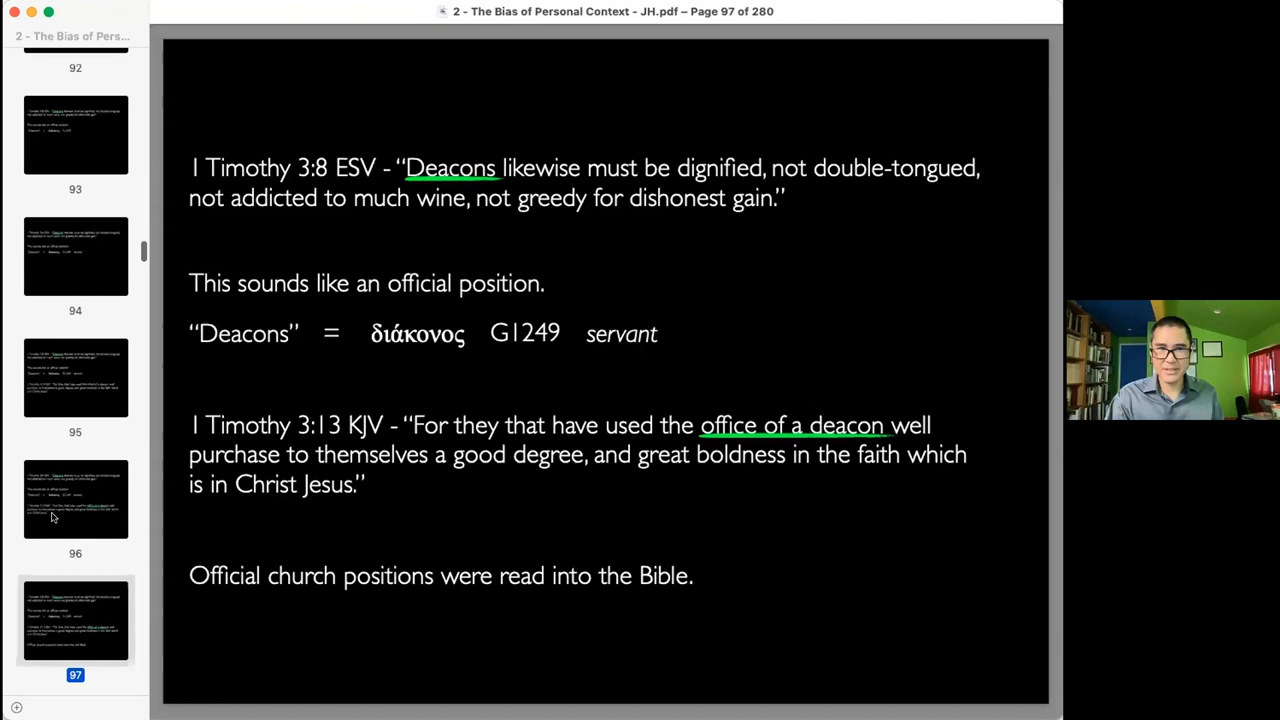 2 - The Bias of Personal Context - JH.pdf – Page 97 of 280
2 - The Bias of Pers...
92
93
94
95
96
97
1 Timothy 3:8 ESV - “Deacons likewise must be dignified, not double-tongued,
not addicted to much wine, not greedy for dishonest gain.”
This sounds like an official position.
“Deacons” = διάκονος G1249 servant
1 Timothy 3:13 KJV - “For they that have used the office of a deacon well
purchase to themselves a good degree, and great boldness in the faith which
is in Christ Jesus.”
Official church positions were read into the Bible.